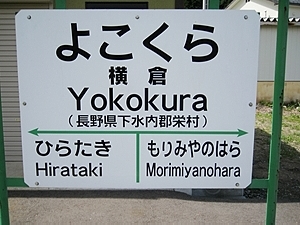 よこくら
横倉
Yokokura
(長野県下水内郡栄村)
ひらたき もりみやのはら
Hirataki Morimiyanohara